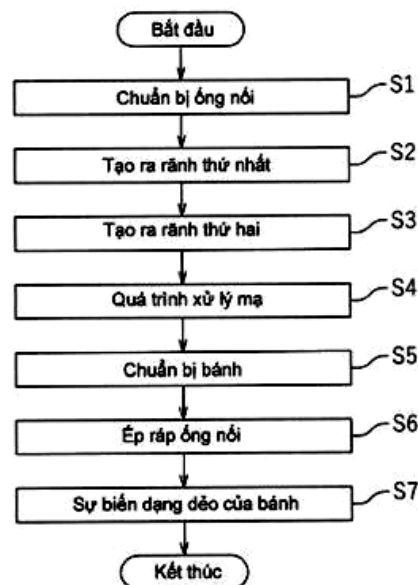 Bắt đầu
Chuẩn bị ống nối S1
Tạo ra rãnh thứ nhất S2
Tạo ra rãnh thứ hai S3
Quá trình xử lý mạ S4
Chuẩn bị bánh S5
Ép ráp ống nối S6
Sự biến dạng dẻo của bánh S7
Kết thúc